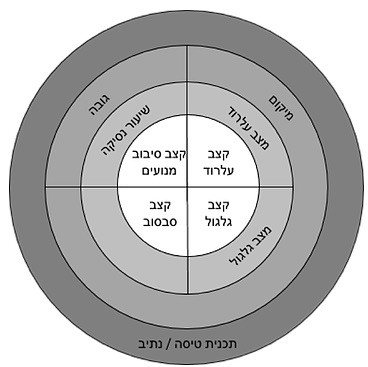 גובה
מיקום
שיעור נסיקה
מצב עלרוד
קצב
עלרוד
קצב סיבוב
מנועים
קצב
גלגול
קצב
סבסוב
מצב גלגול
תכנית טיסה / נתיב